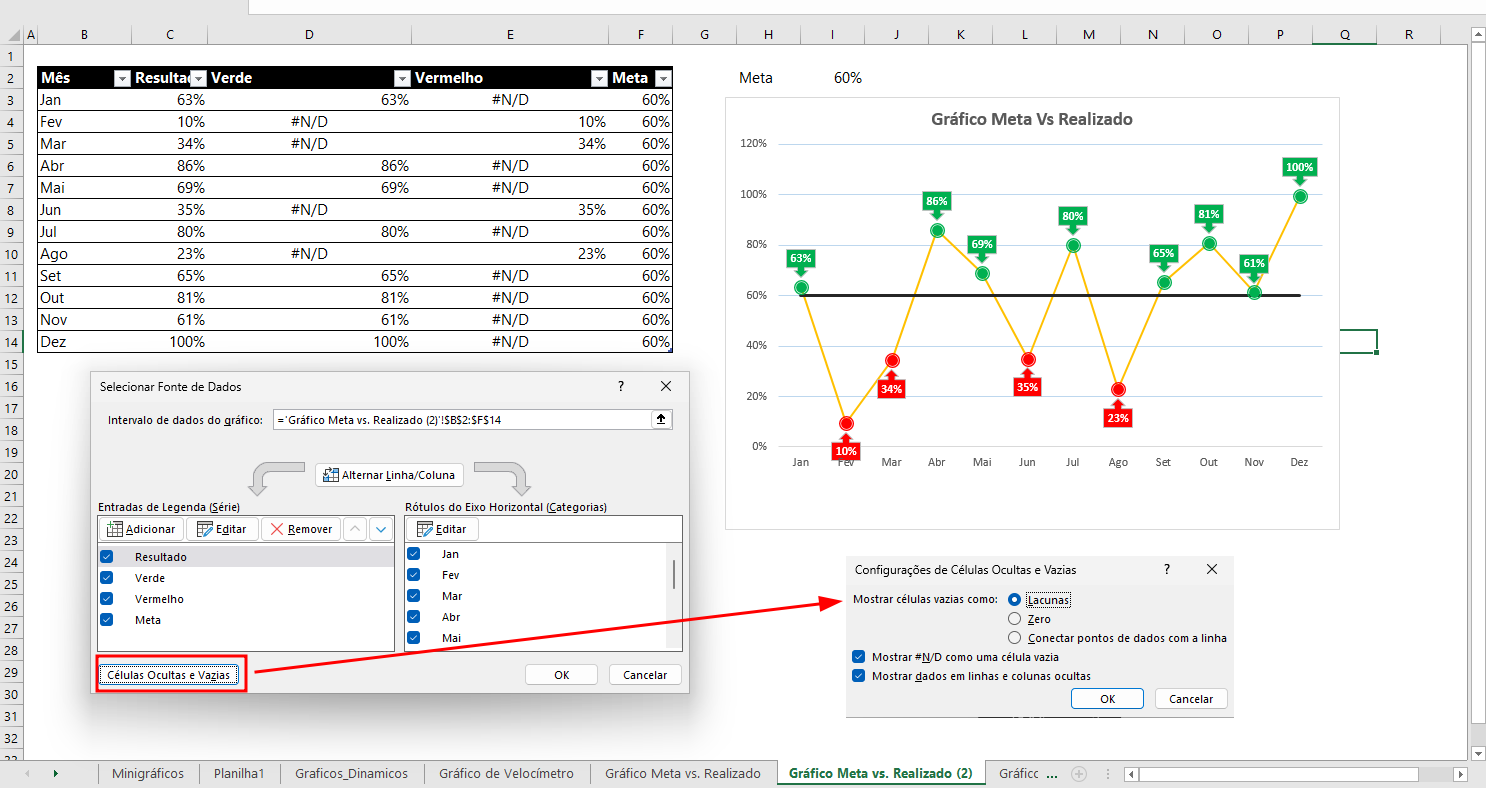 A B C D E F G H I J K L M N O P Q R
1
2 Mês Resultad Verde Vermelho Meta Meta 60%
3 Jan 63% 63% #N/D 60%
4 Fev 10% #N/D 10% 60%
5 Mar 34% #N/D 34% 60%
6 Abr 86% 86% #N/D 60%
7 Mai 69% 69% #N/D 60%
8 Jun 35% #N/D 35% 60%
9 Jul 80% 80% #N/D 60%
10 Ago 23% #N/D 23% 60%
11 Set 65% 65% #N/D 60%
12 Out 81% 81% #N/D 60%
13 Nov 61% 61% #N/D 60%
14 Dez 100% 100% #N/D 60%
15
16
17
18
19
20
21
22
23
24
25
26
27
28
29
30
31
32
33
Gráfico Meta Vs Realizado
120%
100%
80%
60%
40%
20%
0%
63% 10% 34% 86% 69% 35% 80% 23% 65% 81% 61% 100%
Jan Fev Mar Abr Mai Jun Jul Ago Set Out Nov Dez
Selecionar Fonte de Dados ?
Intervalo de dados do gráfico: ='Gráfico Meta vs. Realizado (2)'!$B$2:$F$14
Alternar Linha/Coluna
Entradas de Legenda (Série)
Adicionar Editar Remover
Resultado
Verde
Vermelho
Meta
Rótulos do Eixo Horizontal (Categorias)
Editar
Jan
Fev
Mar
Abr
Mai
Células Ocultas e Vazias OK Cancelar
Configurações de Células Ocultas e Vazias ?
Mostrar células vazias como: Lacunas
Zero
Conectar pontos de dados com a linha
Mostrar #N/D como uma célula vazia
Mostrar dados em linhas e colunas ocultas
OK Cancelar
Minigráficos Planilha1 Graficos_Dinamicos Gráfico de Velocímetro Gráfico Meta vs. Realizado Gráfico Meta vs. Realizado (2) Gráficc ...